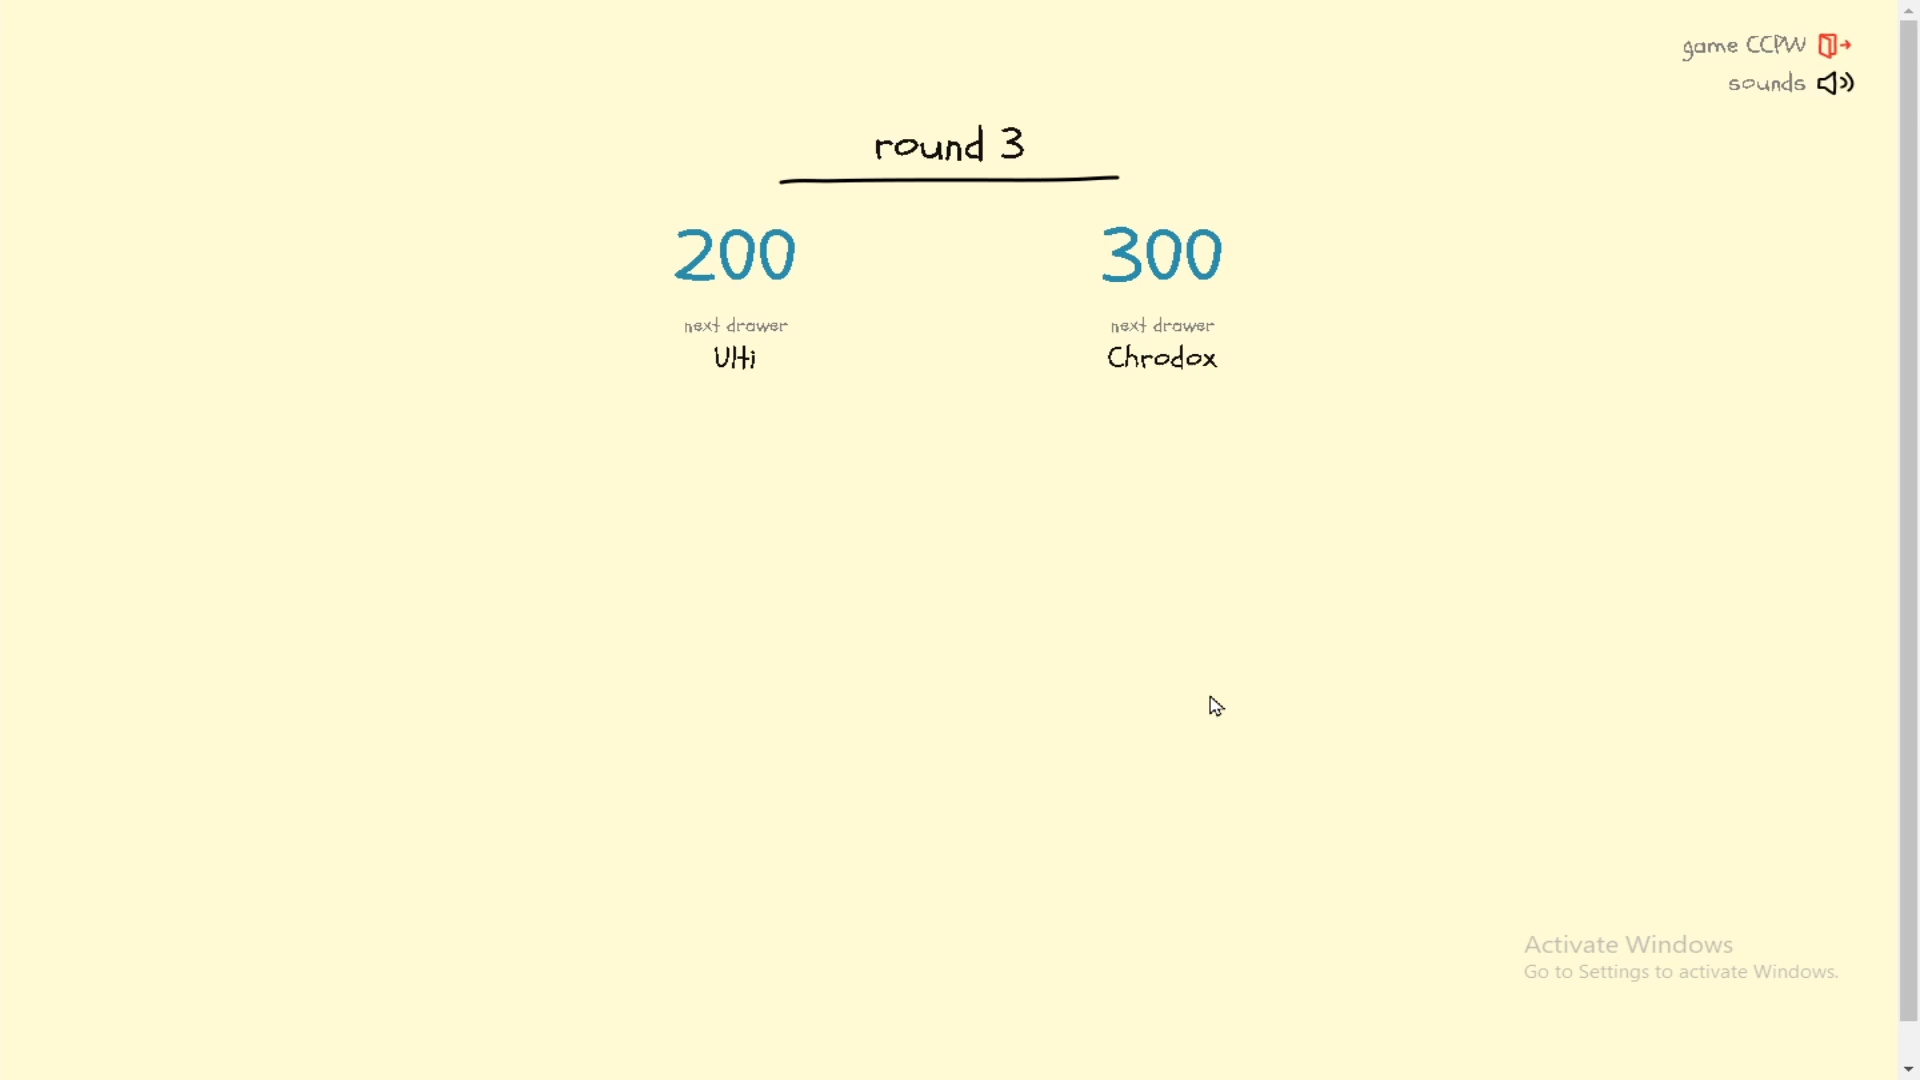 game CCPW
sounds
round 3
200
300
next drawer
next drawer
Ulti
Chrodox
Activate Windows
Go to Settings to activate Windows.